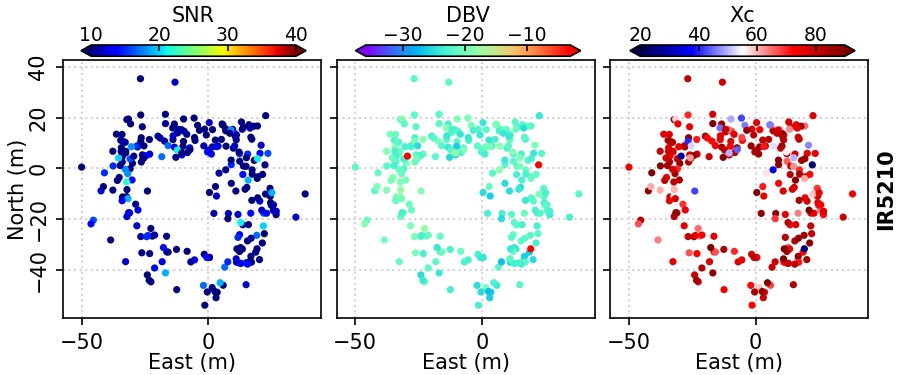 SNR
DBV
Xc
10 20 30 40
−30 −20 −10
20 40 60 80
40
20
0
−20
−40
North (m)
−50 0
−50 0
−50 0
East (m)
East (m)
East (m)
IR5210